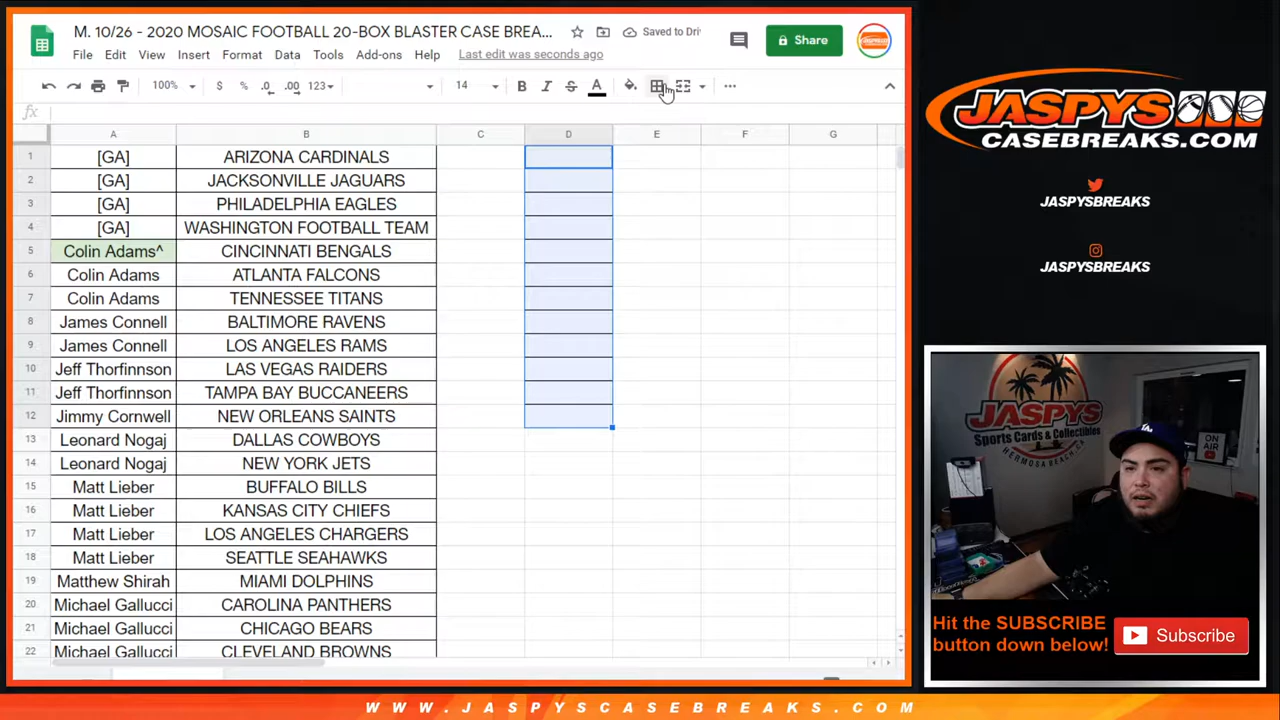 M. 10/26 - 2020 MOSAIC FOOTBALL 20-BOX BLASTER CASE BREA...
Saved to Dri
Share
File Edit View Insert Format Data Tools Add-ons Help Last edit was seconds ago
100% $ % .0 .00 123 14 B I S A
fx
A B C D E F G
1 [GA] ARIZONA CARDINALS
2 [GA] JACKSONVILLE JAGUARS
3 [GA] PHILADELPHIA EAGLES
4 [GA] WASHINGTON FOOTBALL TEAM
5 Colin Adams^ CINCINNATI BENGALS
6 Colin Adams ATLANTA FALCONS
7 Colin Adams TENNESSEE TITANS
8 James Connell BALTIMORE RAVENS
9 James Connell LOS ANGELES RAMS
10 Jeff Thorfinnson LAS VEGAS RAIDERS
11 Jeff Thorfinnson TAMPA BAY BUCCANEERS
12 Jimmy Cornwell NEW ORLEANS SAINTS
13 Leonard Nogaj DALLAS COWBOYS
14 Leonard Nogaj NEW YORK JETS
15 Matt Lieber BUFFALO BILLS
16 Matt Lieber KANSAS CITY CHIEFS
17 Matt Lieber LOS ANGELES CHARGERS
18 Matt Lieber SEATTLE SEAHAWKS
19 Matthew Shirah MIAMI DOLPHINS
20 Michael Gallucci CAROLINA PANTHERS
21 Michael Gallucci CHICAGO BEARS
22 Michael Gallucci CLEVELAND BROWNS
JASPYS
CASEBREAKS.COM
JASPYSBREAKS
JASPYSBREAKS
JASPYS
Sports Cards & Collectibles
HERMOSA BEACH, CA
ON AIR
LA
Hit the SUBSCRIBE
button down below!
Subscribe
WWW.JASPYSCASEBREAKS.COM